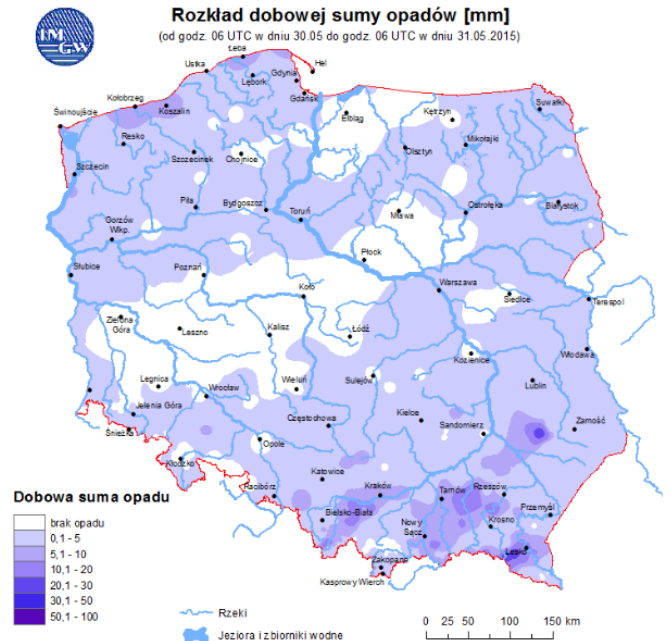 IM
GW
Rozkład dobowej sumy opadów [mm]
(od godz. 06 UTC w dniu 30.05 do godz. 06 UTC w dniu 31.05.2015)
Łeba
Hel
Ustka
Gdynia
Lębork
Gdańsk
Kołobrzeg
Koszalin
Świnoujście
Elbląg
Kętrzyn
Suwałki
Resko
Szczecinek
Chojnice
Olsztyn
Mikołajki
Szczecin
Piła
Bydgoszcz
Toruń
Mława
Ostrołęka
Białystok
Gorzów
Wlkp.
Płock
Słubice
Poznań
Koło
Warszawa
Siedlce
Terespol
Zielona
Góra
Leszno
Kalisz
Łódź
Kozienice
Włodawa
Legnica
Wrocław
Wieluń
Sulejów
Lublin
Jelenia Góra
Śnieżka
Częstochowa
Kielce
Sandomierz
Zamość
Opole
Kłodzko
Katowice
Racibórz
Kraków
Tarnów
Rzeszów
Przemyśl
Bielsko-Biała
Nowy
Sącz
Krosno
Lesko
Zakopane
Kasprowy Wierch
Dobowa suma opadu
brak opadu
0,1 - 5
5,1 - 10
10,1 - 20
20,1 - 30
30,1 - 50
50,1 - 100
Rzeki
Jeziora i zbiorniki wodne
0 25 50 100 150 km